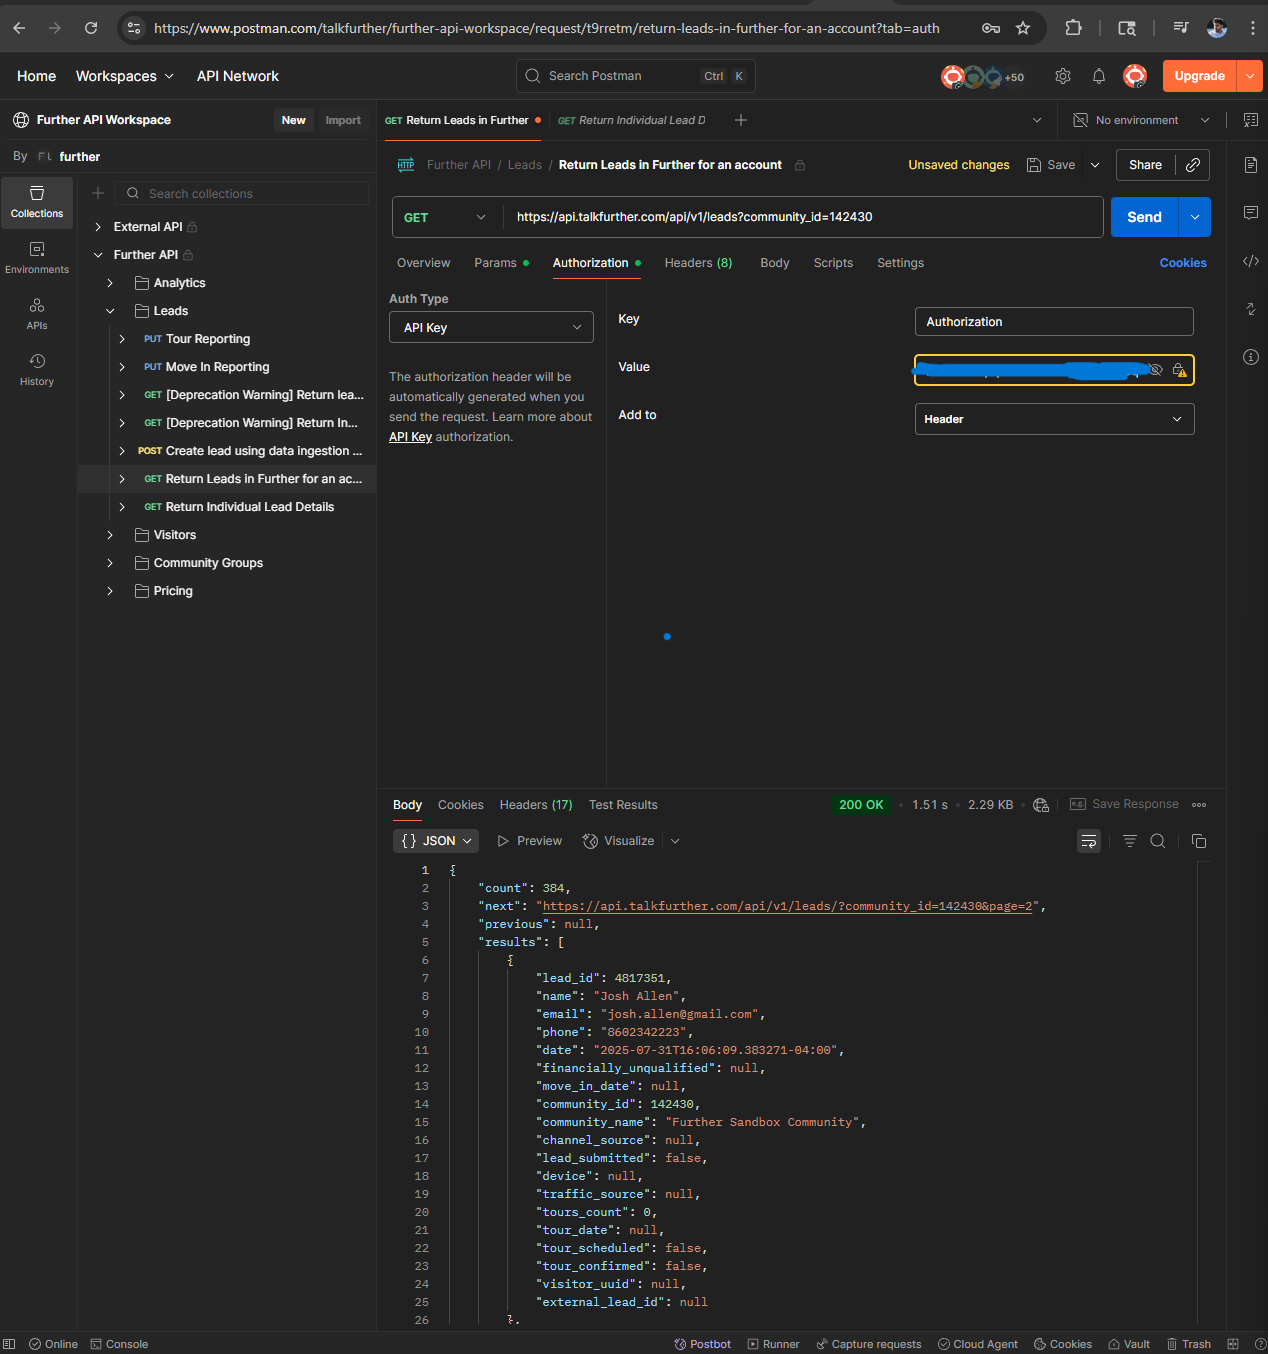 https://www.postman.com/talkfurther/further-api-workspace/request/t9rretm/return-leads-in-further-for-an-account?tab=auth
Home Workspaces API Network Search Postman Ctrl K +50 Upgrade
Further API Workspace New Import
GET Return Leads in Further GET Return Individual Lead D No environment
By further
HTTP Further API / Leads / Return Leads in Further for an account Unsaved changes Save Share
Collections
Environments
APIs
History
Search collections
External API
Further API
Analytics
Leads
PUT Tour Reporting
PUT Move In Reporting
GET [Deprecation Warning] Return lea...
GET [Deprecation Warning] Return In...
POST Create lead using data ingestion ...
GET Return Leads in Further for an ac...
GET Return Individual Lead Details
Visitors
Community Groups
Pricing
GET https://api.talkfurther.com/api/v1/leads?community_id=142430 Send
Overview Params Authorization Headers (8) Body Scripts Settings Cookies
Auth Type
API Key
The authorization header will be
automatically generated when you
send the request. Learn more about
API Key authorization.
Key Authorization
Value
Add to Header
Body Cookies Headers (17) Test Results 200 OK • 1.51 s • 2.29 KB e.g. Save Response
{} JSON Preview Visualize
1 {
2 "count": 384,
3 "next": "https://api.talkfurther.com/api/v1/leads/?community_id=142430&page=2",
4 "previous": null,
5 "results": [
6 {
7 "lead_id": 4817351,
8 "name": "Josh Allen",
9 "email": "josh.allen@gmail.com",
10 "phone": "8602342223",
11 "date": "2025-07-31T16:06:09.383271-04:00",
12 "financially_unqualified": null,
13 "move_in_date": null,
14 "community_id": 142430,
15 "community_name": "Further Sandbox Community",
16 "channel_source": null,
17 "lead_submitted": false,
18 "device": null,
19 "traffic_source": null,
20 "tours_count": 0,
21 "tour_date": null,
22 "tour_scheduled": false,
23 "tour_confirmed": false,
24 "visitor_uuid": null,
25 "external_lead_id": null
26 },
Online Console Postbot Runner Capture requests Cloud Agent Cookies Vault Trash